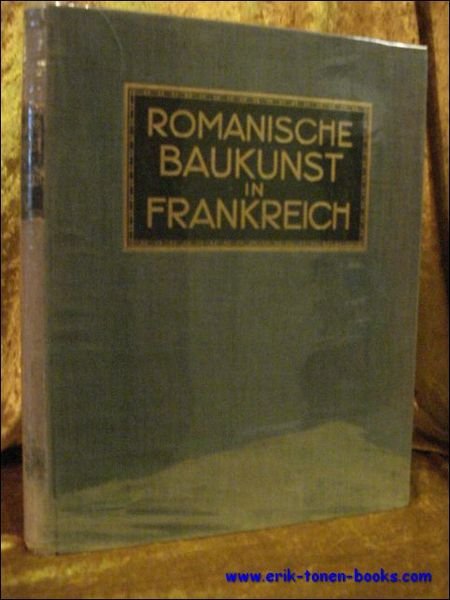 ROMANISCHE
BAUKUNST
IN
FRANKREICH
www.erik-tonen-books.com